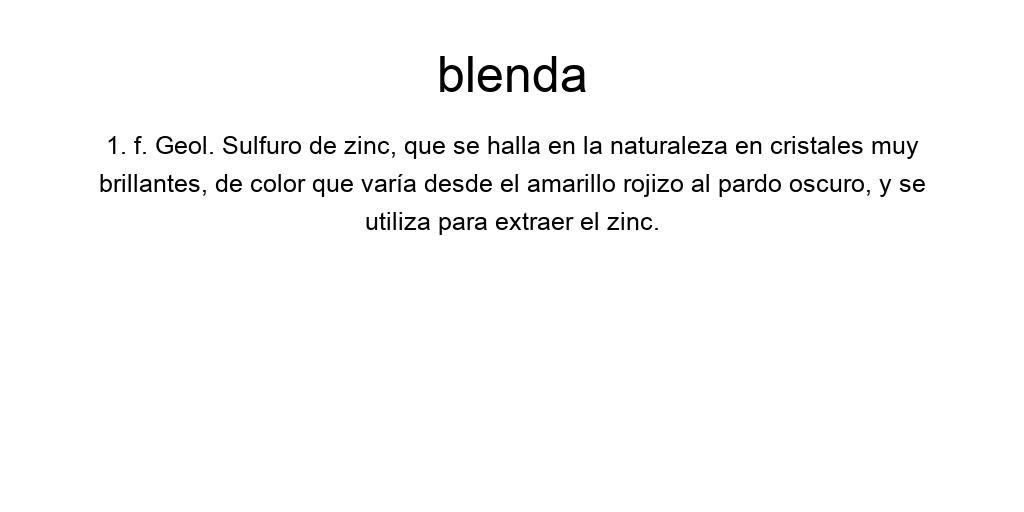 blenda
1. f. Geol. Sulfuro de zinc, que se halla en la naturaleza en cristales muy
brillantes, de color que varía desde el amarillo rojizo al pardo oscuro, y se
utiliza para extraer el zinc.